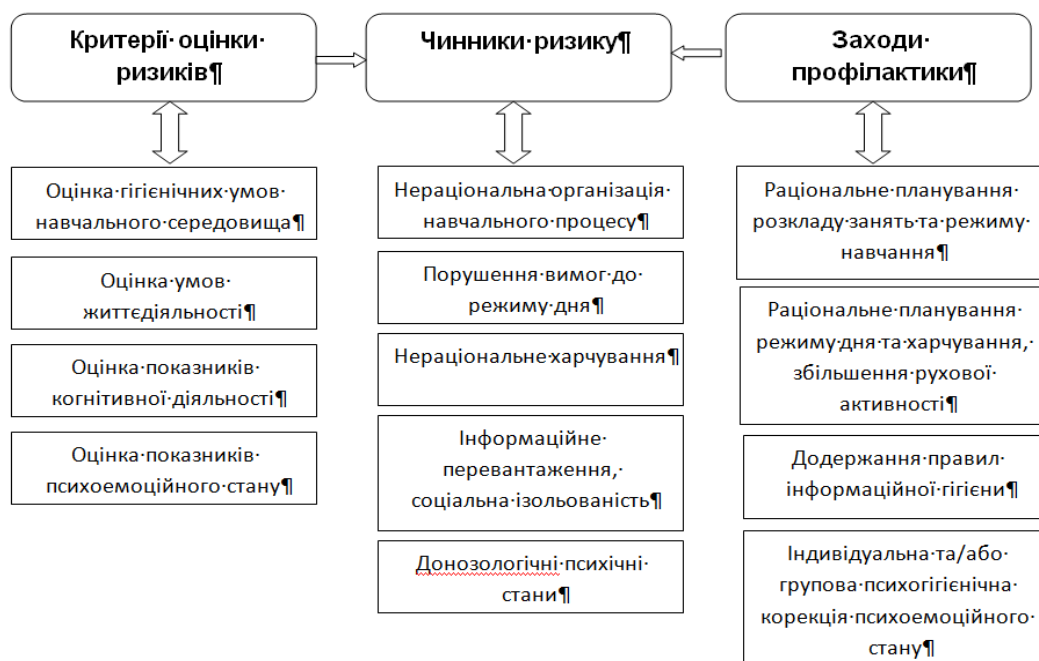 Критерії оцінки
ризиків¶
Оцінка гігієнічних умов
навчального середовища¶
Оцінка умов
життєдіяльності¶
Оцінка показників
когнітивної діяльності¶
Оцінка показників
психоемоційного стану¶
Чинники ризику¶
Нераціональна організація
навчального процесу¶
Порушення вимог до
режиму дня¶
Нераціональне харчування¶
Інформаційне
перевантаження,
соціальна ізольованість¶
Донозологічні психічні
стани¶
Заходи
профілактики¶
Раціональне планування
розкладу занять та режиму
навчання¶
Раціональне планування
режиму дня та харчування,
збільшення рухової
активності¶
Додержання правил
інформаційної гігієни¶
Індивідуальна та/або
групова психогігієнічна
корекція психоемоційного
стану¶